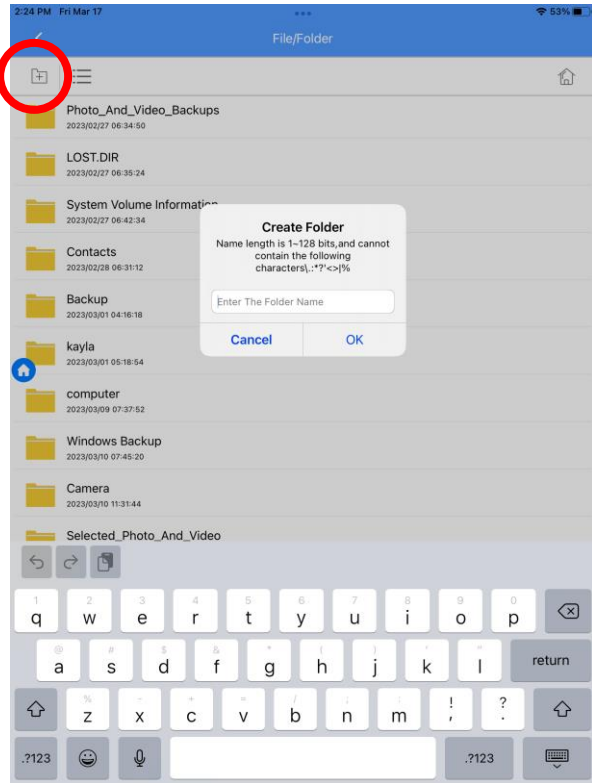 2:24 PM Fri Mar 17
53%
File/Folder
Photo_And_Video_Backups
2023/02/27 06:34:50
LOST.DIR
2023/02/27 06:35:24
System Volume Information
2023/02/27 06:42:34
Contacts
2023/02/28 06:31:12
Backup
2023/03/01 04:16:18
kayla
2023/03/01 05:18:54
computer
2023/03/09 07:37:52
Windows Backup
2023/03/10 07:45:20
Camera
2023/03/10 11:31:44
Selected_Photo_And_Video
Create Folder
Name length is 1~128 bits,and cannot
contain the following
characters\,:*?'<>|%
Enter The Folder Name
Cancel OK
1 2 3 4 5 6 7 8 9 0
q w e r t y u i o p
@ # $ & * ( ) ' "
a s d f g h j k l return
% - + = / ; : ! ?
z x c v b n m , .
.?123 .?123